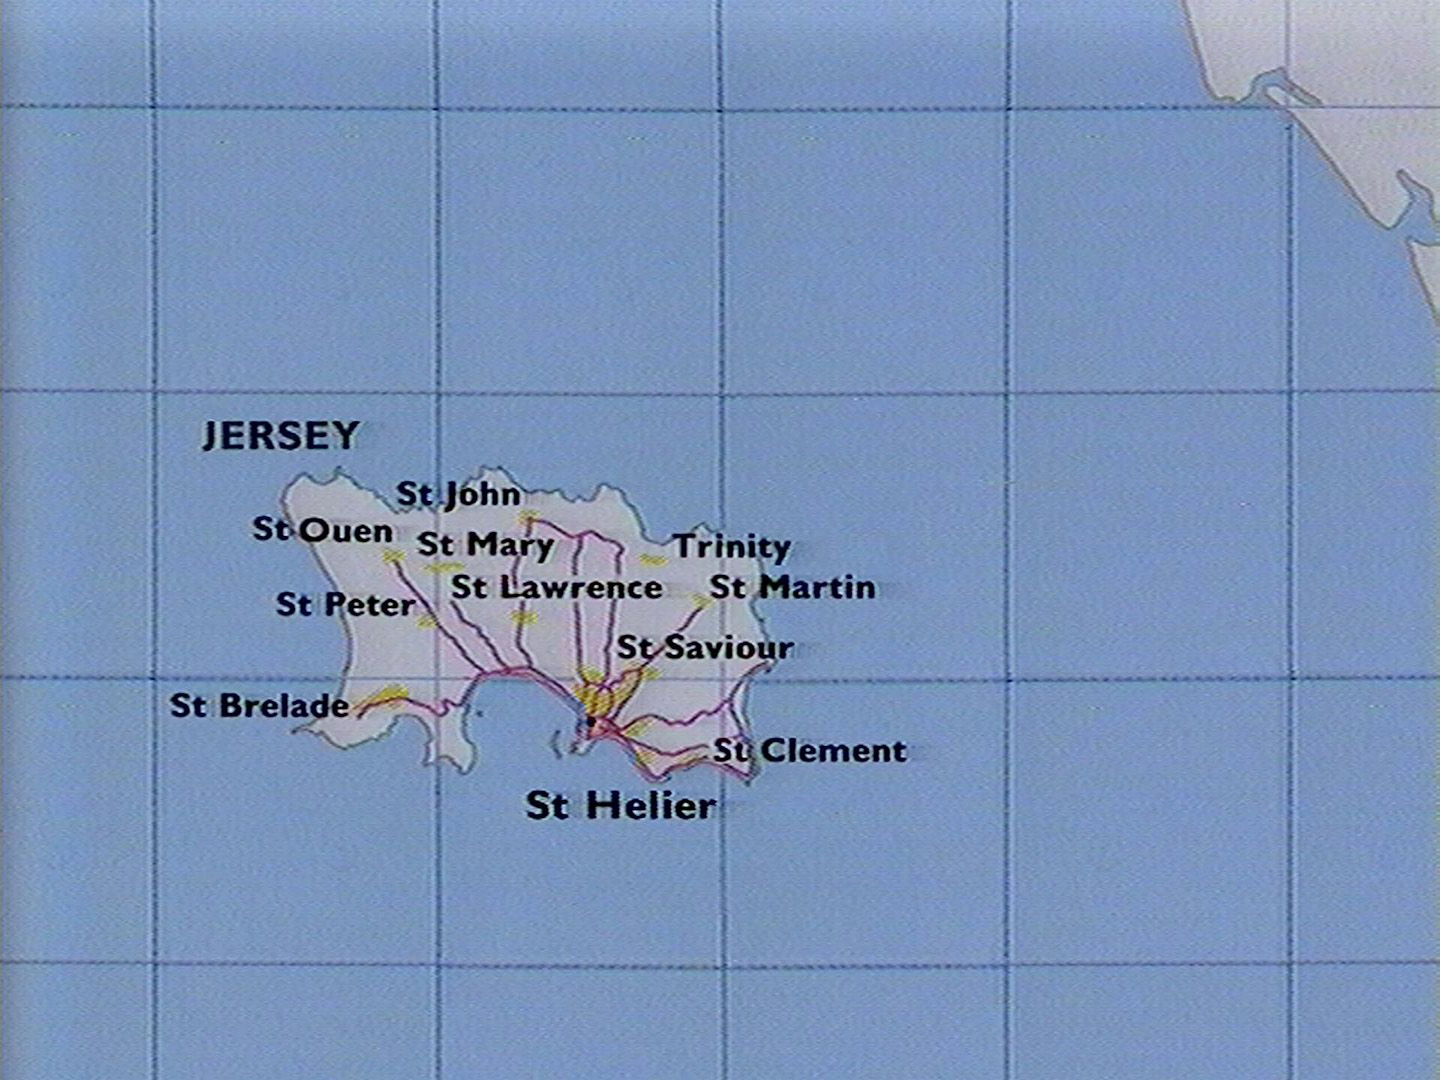 JERSEY
St John
St Ouen
St Mary
Trinity
St Lawrence
St Martin
St Peter
St Saviour
St Brelade
St Clement
St Helier